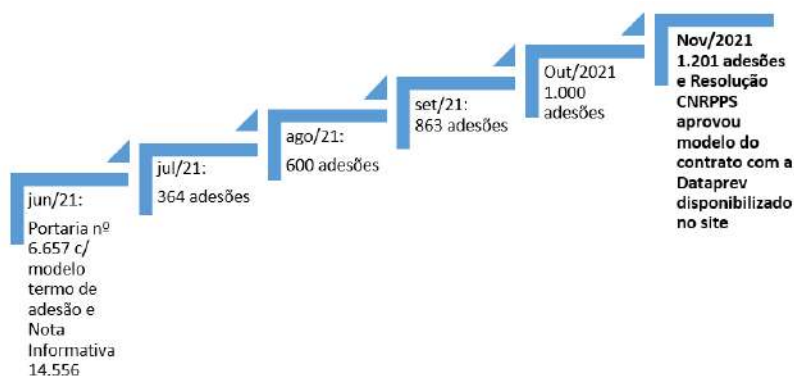 jun/21:
Portaria nº
6.657 c/
modelo
termo de
adesão e
Nota
Informativa
14.556
jul/21:
364 adesões
ago/21:
600 adesões
set/21:
863 adesões
Out/2021
1.000
adesões
Nov/2021
1.201 adesões
e Resolução
CNRPPS
aprovou
modelo do
contrato com a
Dataprev
disponibilizado
no site